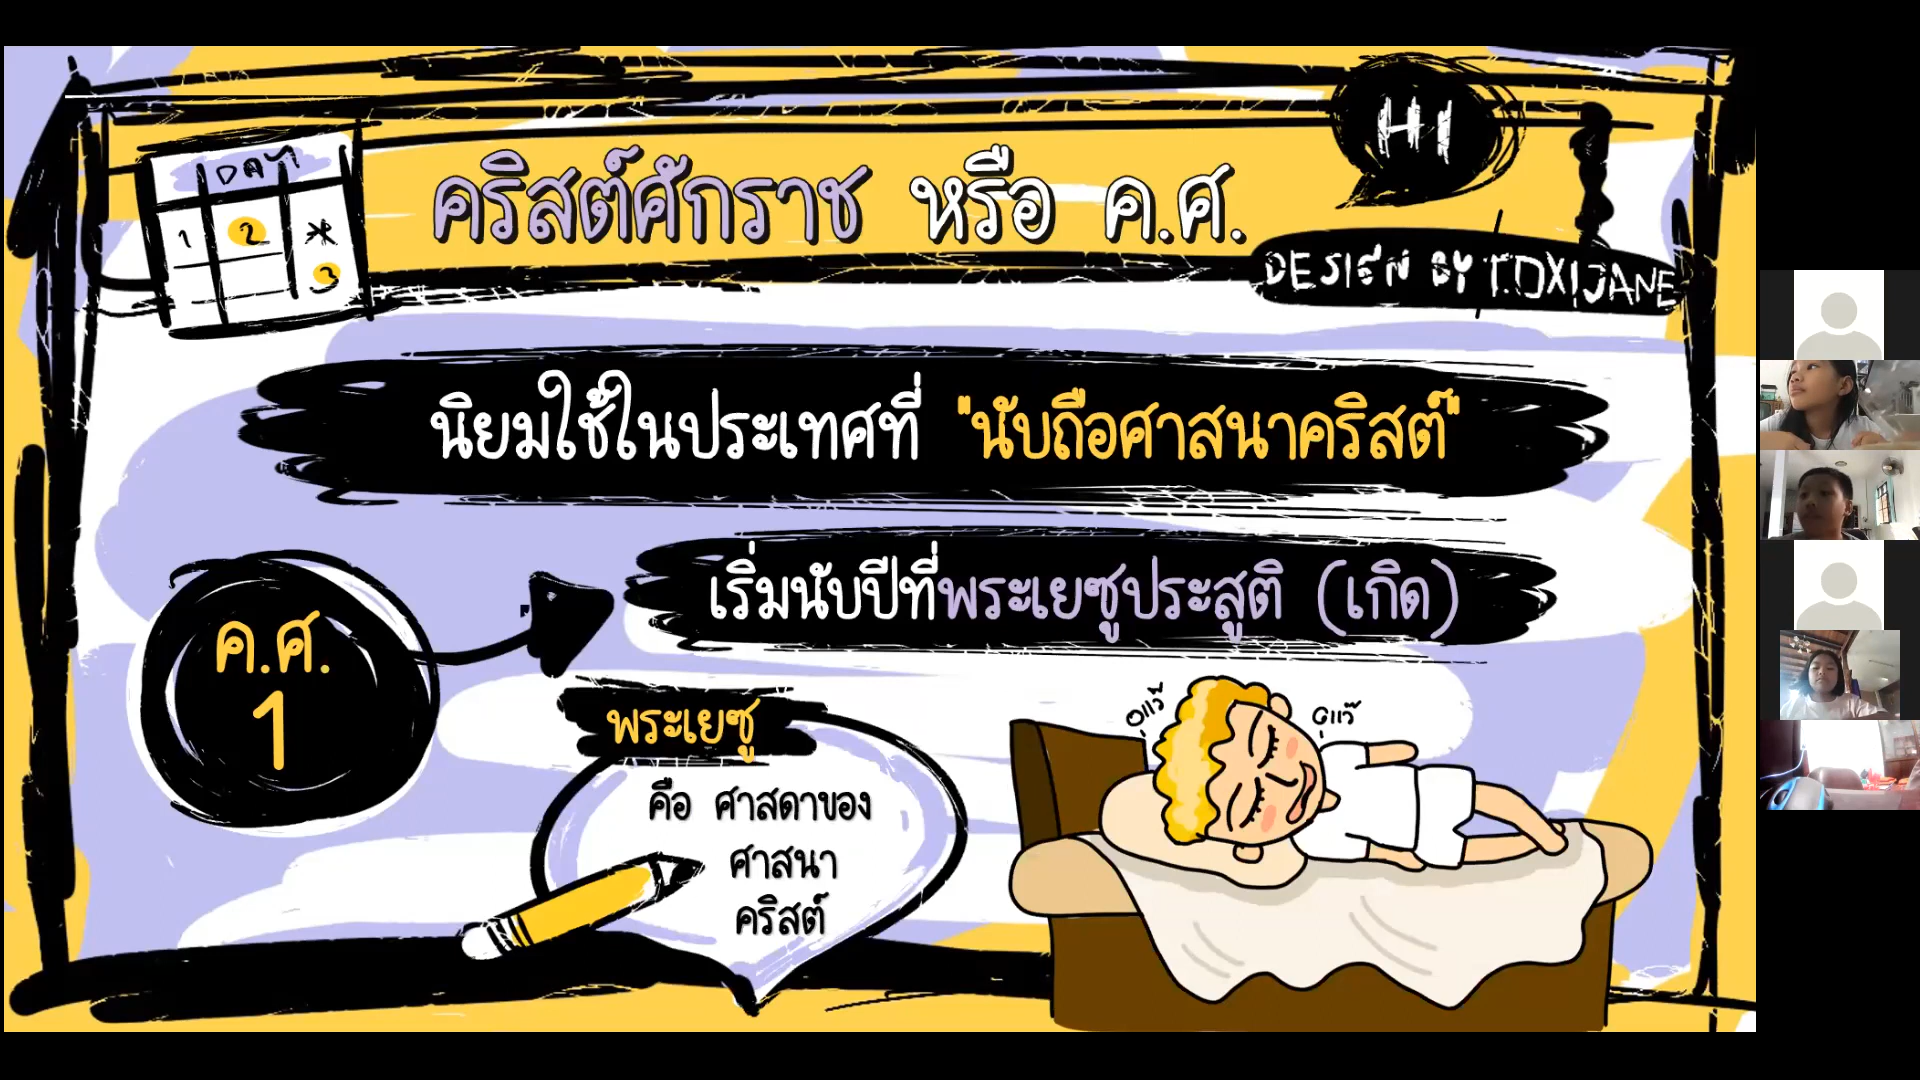 HI
DAY
คริสต์ศักราช หรือ ค.ศ.
1 2
3
DESIGN BY TOXIJANE
นิยมใช้ในประเทศที่ "นับถือศาสนาคริสต์"
เริ่มนับปีที่พระเยซูประสูติ (เกิด)
ค.ศ.
1
พระเยซู
คือ ศาสดาของ
ศาสนา
คริสต์
อุแว๊ อุแว๊